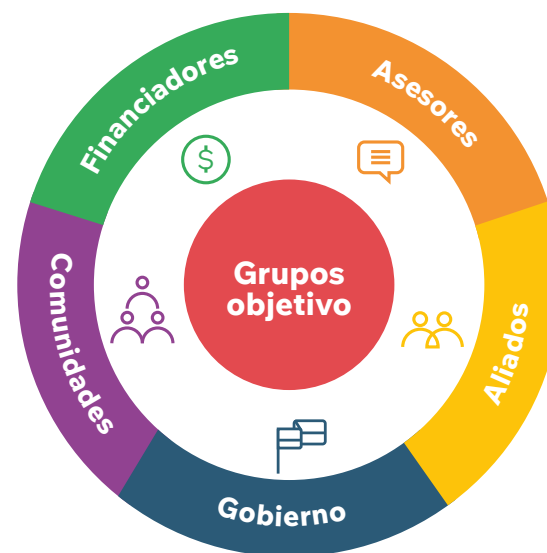 Financiadores
Asesores
Grupos
objetivo
Comunidades
Aliados
Gobierno
$